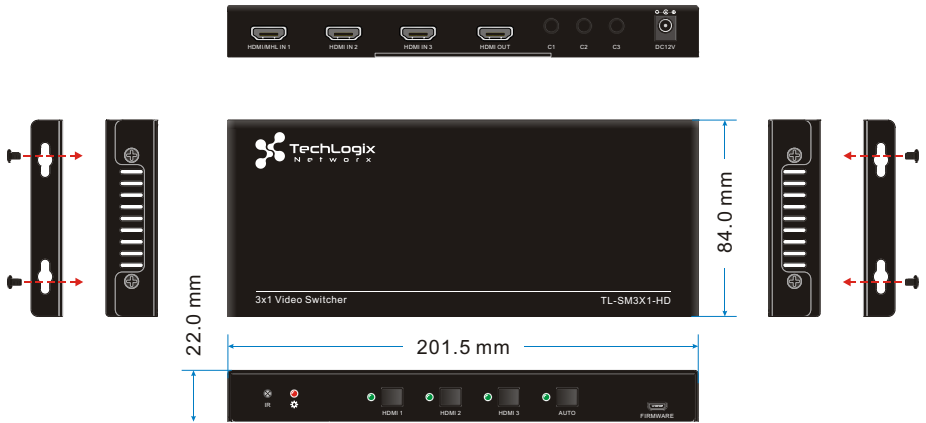 HDMI/MHL IN 1
HDMI IN 2
HDMI IN 3
HDMI OUT
C1
C2
C3
DC12V
TechLogix
Networx
3x1 Video Switcher
TL-SM3X1-HD
84.0 mm
22.0 mm
201.5 mm
IR
HDMI 1
HDMI 2
HDMI 3
AUTO
FIRMWARE